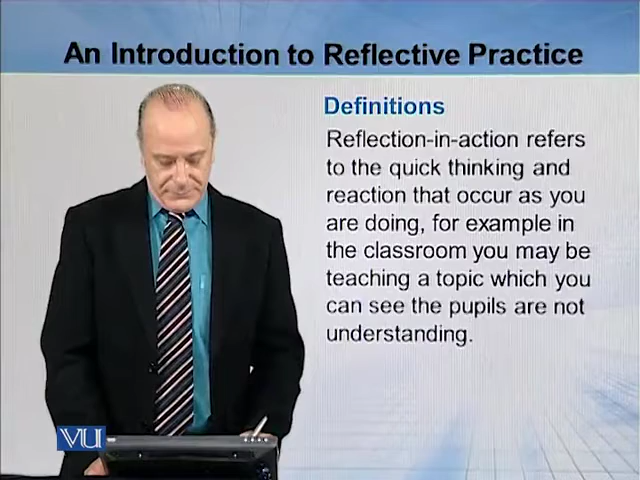 An Introduction to Reflective Practice
Definitions
Reflection-in-action refers
to the quick thinking and
reaction that occur as you
are doing, for example in
the classroom you may be
teaching a topic which you
can see the pupils are not
understanding.
VU